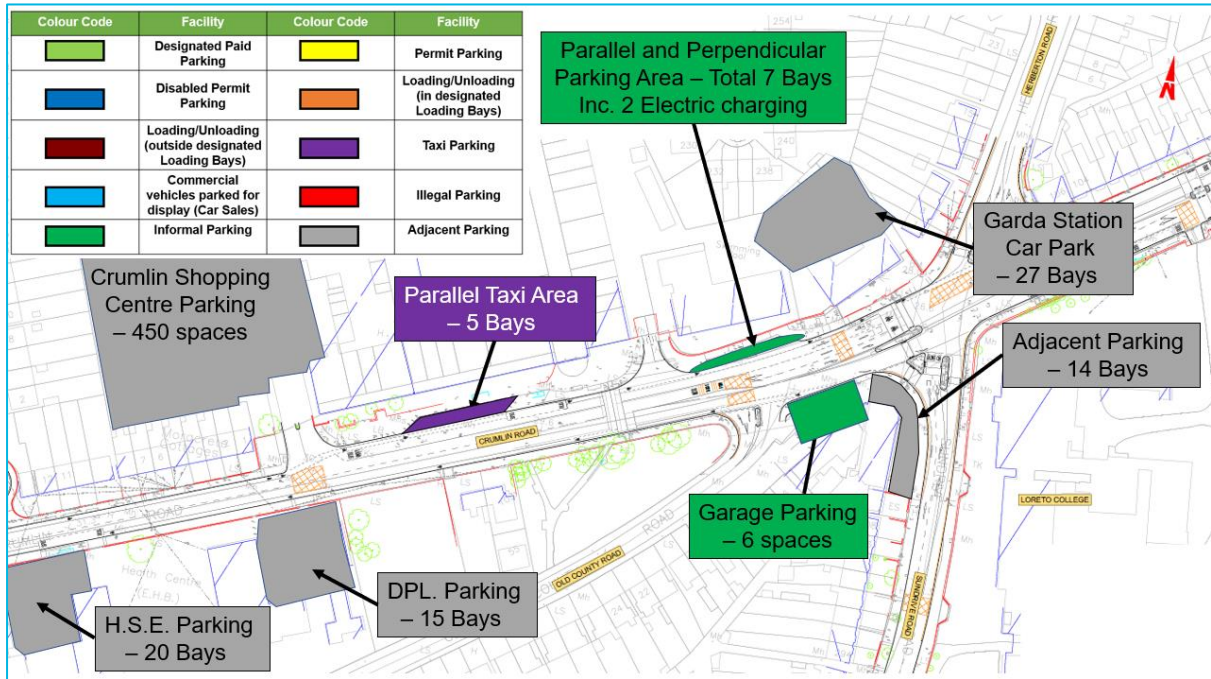 Colour Code Facility Colour Code Facility
Designated Paid
Parking
Permit Parking
Disabled Permit
Parking
Loading/Unloading
(in designated
Loading Bays)
Loading/Unloading
(outside designated
Loading Bays)
Taxi Parking
Commercial
vehicles parked for
display (Car Sales)
Illegal Parking
Informal Parking
Adjacent Parking
Parallel and Perpendicular
Parking Area – Total 7 Bays
Inc. 2 Electric charging
HERBERTON ROAD
Garda Station
Car Park
– 27 Bays
Crumlin Shopping
Centre Parking
– 450 spaces
Parallel Taxi Area
– 5 Bays
Adjacent Parking
– 14 Bays
CRUMLIN ROAD
Garage Parking
– 6 spaces
LORETO COLLEGE
OLD COUNTY ROAD
ROAD
SUNDRIVE ROAD
Health Centre
(E.H.B.)
DPL. Parking
– 15 Bays
H.S.E. Parking
– 20 Bays